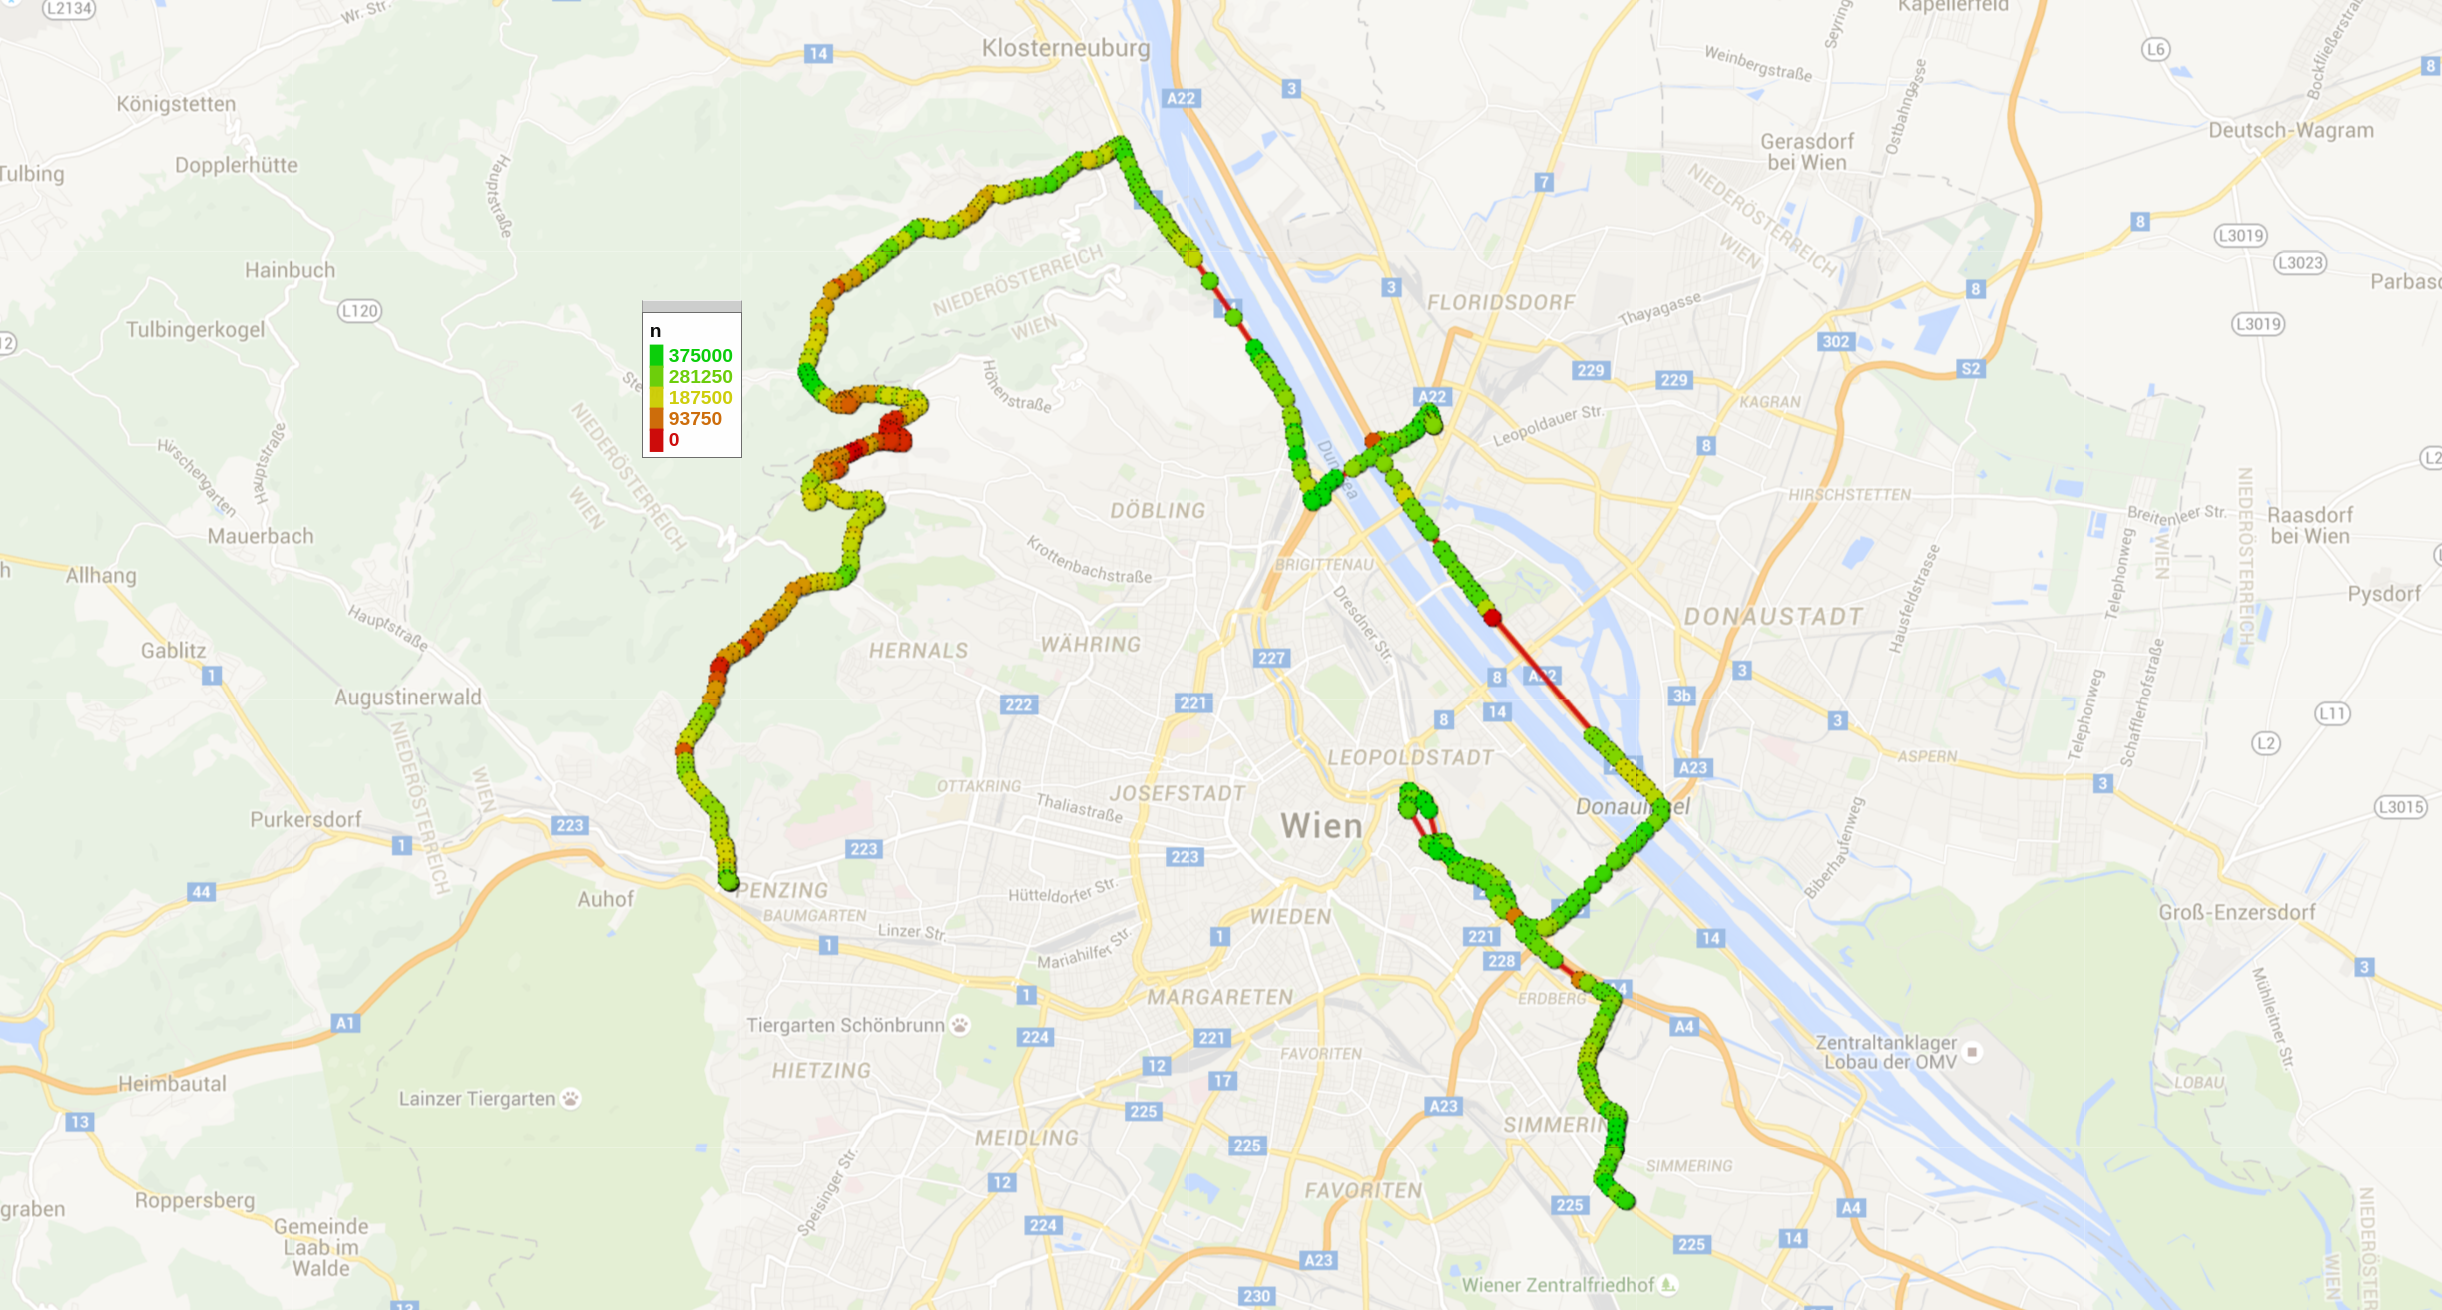 L2134
Wr. Str.
14
Klosterneuburg
A22
3
Kapellerfeld
Weinbergstraße
Seyring
Ostbahngasse
L6
Bockfließerstraß
8
Königstetten
Dopplerhütte
Tulbing
Hauptstraße
Gerasdorf
bei Wien
Deutsch-Wagram
7
NIEDERÖSTERREICH
WIEN
8
L3019
L3023
Parbasd
Hainbuch
L120
Tulbingerkogel
12
NIEDERÖSTERREICH
WIEN
Höhenstraße
3
FLORIDSDORF
Thayagasse
8
302
L3019
S2
n
375000
281250
187500
93750
0
229
229
KAGRAN
A22
Leopoldauer Str.
8
Hirschengarten
Hauptstraße
NIEDERÖSTERREICH
WIEN
Mauerbach
DÖBLING
HIRSCHSTETTEN
Breitenleer Str.
NIEDERÖSTERREICH
WIEN
Raasdorf
bei Wien
Krottenbachstraße
BRIGITTENAU
Allhang
Hauptstraße
Dresdner Str.
DONAUSTADT
Hausfeldstrasse
Telephonweg
Pysdorf
Gablitz
1
HERNALS
WÄHRING
227
8
A22
3b
3
Augustinerwald
222
221
8
14
3
Telephonweg
Schafflerhofstraße
L11
L2
NIEDERÖSTERREICH
WIEN
LEOPOLDSTADT
A23
ASPERN
3
OTTAKRING
JOSEFSTADT
Thaliastraße
Wien
Donauinsel
L3015
Purkersdorf
1
223
223
223
Biberhaufenweg
44
Auhof
PENZING
BAUMGARTEN
Hütteldorfer Str.
WIEDEN
Groß-Enzersdorf
1
Linzer Str.
Mariahilfer Str.
1
221
228
14
3
1
MARGARETEN
ERDBERG
A4
Mühlleitner Str.
A1
Tiergarten Schönbrunn
224
221
A4
Zentraltanklager
Lobau der OMV
Heimbautal
Lainzer Tiergarten
HIETZING
12
17
FAVORITEN
LOBAU
13
225
A23
MEIDLING
225
SIMMERIN
SIMMERING
Roppersberg
12
FAVORITEN
225
A4
graben
Gemeinde
Laab im
Walde
Speisinger Str.
224
225
14
A23
Wiener Zentralfriedhof
NIEDERÖSTER
WIEN
230
13